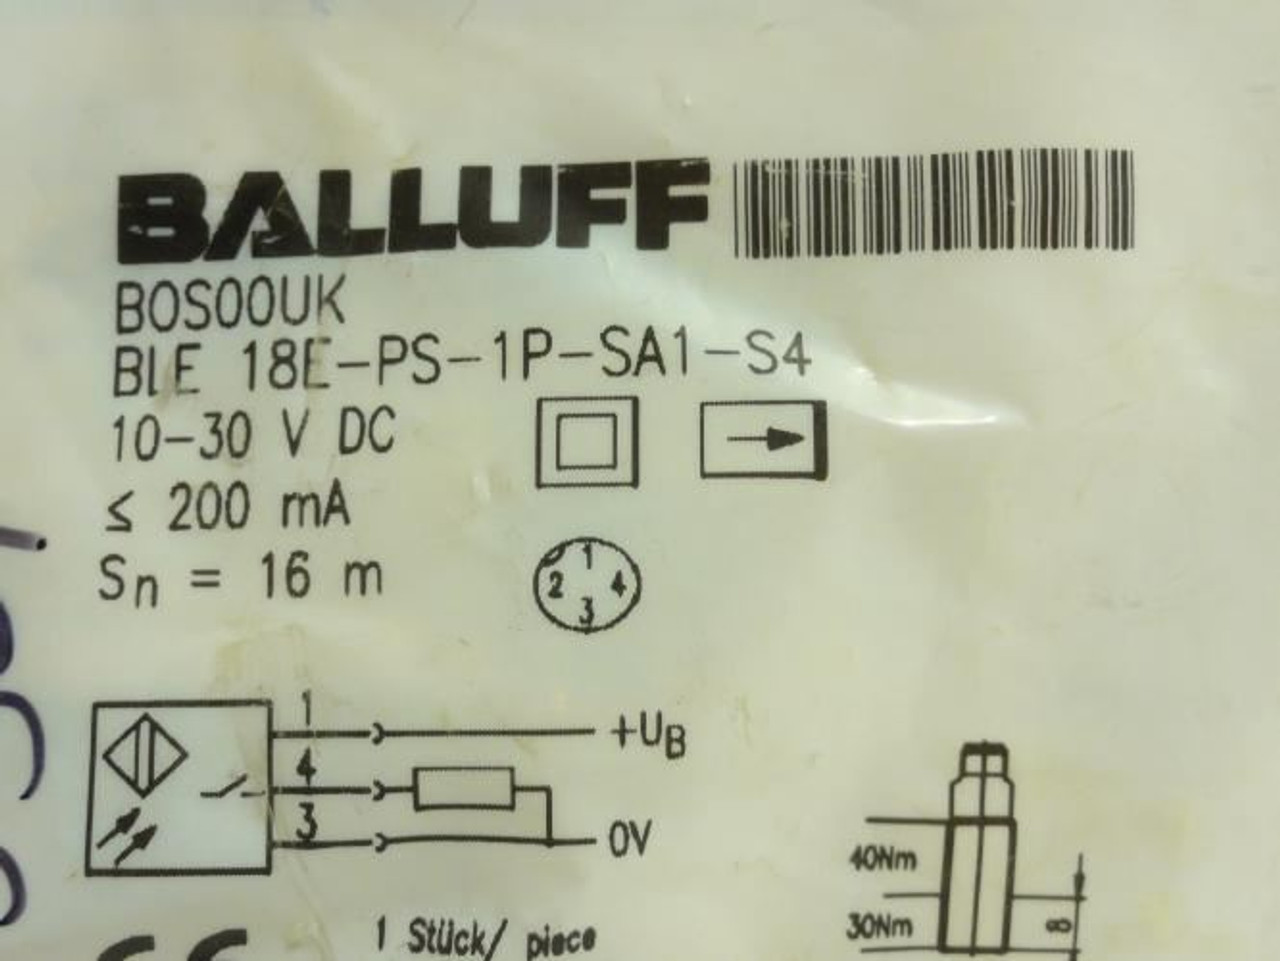 BALLUFF
BOS00UK
BLE 18E-PS-1P-SA1-S4
10-30 V DC
≤ 200 mA
Sn = 16 m
1
2 4
3
1
+UB
4
3
0V
40Nm
30Nm
8
1 Stück/ piece